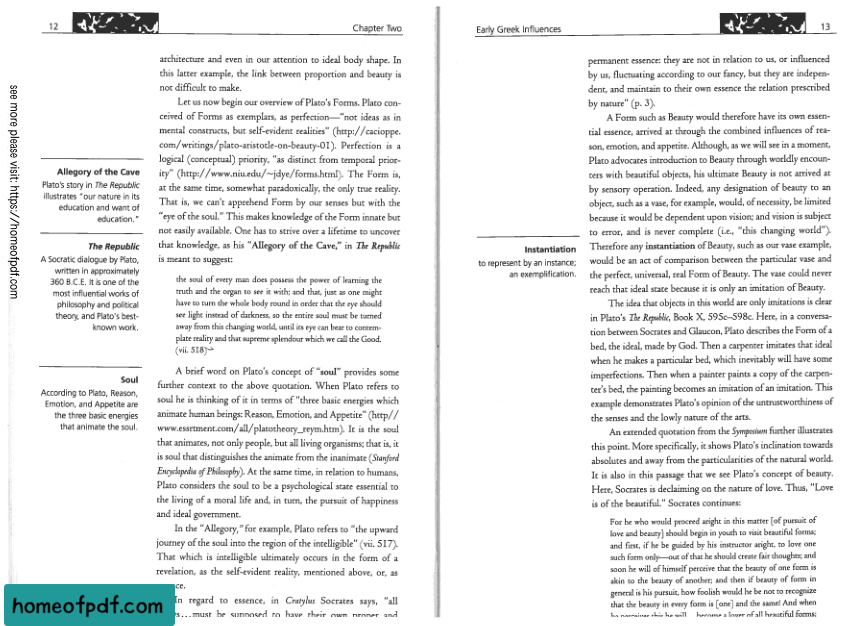 12
Chapter Two
see more please visit: https://homeofpdf.com
Allegory of the Cave
Plato's story in The Republic
illustrates "our nature in its
education and want of
education."
The Republic
A Socratic dialogue by Plato,
written in approximately
360 B.C.E. It is one of the
most influential works of
philosophy and political
theory, and Plato's best-
known work.
Soul
According to Plato, Reason,
Emotion, and Appetite are
the three basic energies
that animate the soul.
architecture and even in our attention to ideal body shape. In
this latter example, the link between proportion and beauty is
not difficult to make.
Let us now begin our overview of Plato's Forms. Plato con-
ceived of Forms as exemplars, as perfection—"not ideas as in
mental constructs, but self-evident realities" (http://cacioppe.
com/writings/plato-aristotle-on-beauty-01). Perfection is a
logical (conceptual) priority, "as distinct from temporal prior-
ity" (http://www.niu.edu/~jdye/forms.html). The Form is,
at the same time, somewhat paradoxically, the only true reality.
That is, we can't apprehend Form by our senses but with the
"eye of the soul." This makes knowledge of the Form innate but
not easily available. One has to strive over a lifetime to uncover
that knowledge, as his "Allegory of the Cave," in The Republic
is meant to suggest:
the soul of every man does possess the power of learning the
truth and the organ to see it with; and that, just as one might
have to turn the whole body round in order that the eye should
see light instead of darkness, so the entire soul must be turned
away from this changing world, until its eye can bear to contem-
plate reality and that supreme splendour which we call the Good.
(vii. 518)
A brief word on Plato's concept of "soul" provides some
further context to the above quotation. When Plato refers to
soul he is thinking of it in terms of "three basic energies which
animate human beings: Reason, Emotion, and Appetite" (http//
www.essrtment.com/all/platotheory_reym.htm). It is the soul
that animates, not only people, but all living organisms; that is, it
is soul that distinguishes the animate from the inanimate (Stanford
Encyclopedia of Philosophy). At the same time, in relation to humans,
Plato considers the soul to be a psychological state essential to
the living of a moral life and, in turn, the pursuit of happiness
and ideal government.
In the "Allegory," for example, Plato refers to "the upward
journey of the soul into the region of the intelligible" (vii. 517).
That which is intelligible ultimately occurs in the form of a
revelation, as the self-evident reality, mentioned above, or, as
ce.
In regard to essence, in Cratylus Socrates says, "all
s...must be supposed to have their own proper and
homeofpdf.com
Early Greek Influences
13
Instantiation
to represent by an instance;
an exemplification.
permanent essence: they are not in relation to us, or influenced
by us, fluctuating according to our fancy, but they are indepen-
dent, and maintain to their own essence the relation prescribed
by nature" (p. 3).
A Form such as Beauty would therefore have its own essen-
tial essence, arrived at through the combined influences of rea-
son, emotion, and appetite. Although, as we will see in a moment,
Plato advocates introduction to Beauty through worldly encoun-
ters with beautiful objects, his ultimate Beauty is not arrived at
by sensory operation. Indeed, any designation of beauty to an
object, such as a vase, for example, would, of necessity, be limited
because it would be dependent upon vision; and vision is subject
to error, and is never complete (i.e., "this changing world").
Therefore any instantiation of Beauty, such as our vase example,
would be an act of comparison between the particular vase and
the perfect, universal, real Form of Beauty. The vase could never
reach that ideal state because it is only an imitation of Beauty.
The idea that objects in this world are only imitations is clear
in Plato's The Republic, Book X, 595c–598c. Here, in a conversa-
tion between Socrates and Glaucon, Plato describes the Form of a
bed, the ideal, made by God. Then a carpenter imitates that ideal
when he makes a particular bed, which inevitably will have some
imperfections. Then when a painter paints a copy of the carpen-
ter's bed, the painting becomes an imitation of an imitation. This
example demonstrates Plato's opinion of the untrustworthiness of
the senses and the lowly nature of the arts.
An extended quotation from the Symposium further illustrates
this point. More specifically, it shows Plato's inclination towards
absolutes and away from the particularities of the natural world.
It is also in this passage that we see Plato's concept of beauty.
Here, Socrates is declaiming on the nature of love. Thus, "Love
is of the beautiful." Socrates continues:
For he who would proceed aright in this matter [of pursuit of
love and beauty] should begin in youth to visit beautiful forms;
and first, if he be guided by his instructor aright, to love one
such form only—out of that he should create fair thoughts; and
soon he will of himself perceive that the beauty of one form is
akin to the beauty of another; and then if beauty of form in
general is his pursuit, how foolish would he be not to recognize
that the beauty in every form is [one] and the same! And when
he perceives this he will... become a lover of all beautiful forms;